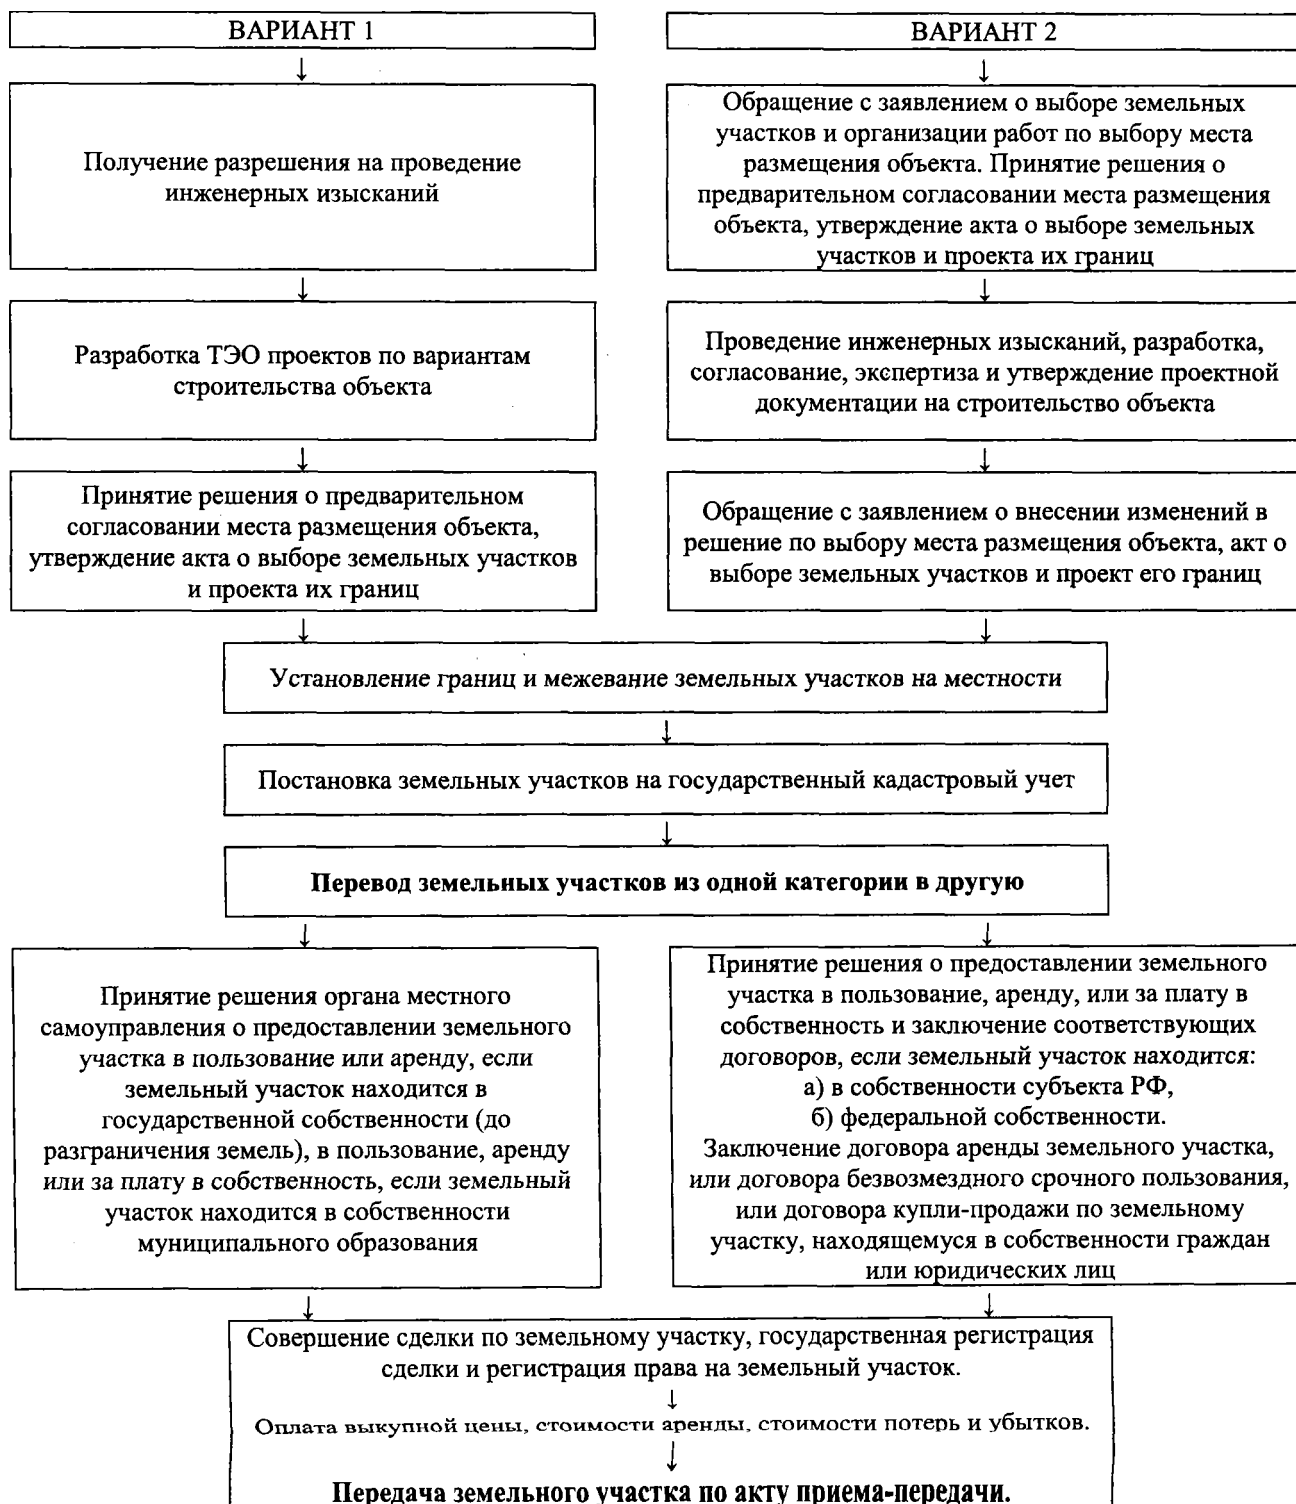 ВАРИАНТ 1
Получение разрешения на проведение
инженерных изысканий
Разработка ТЭО проектов по вариантам
строительства объекта
Принятие решения о предварительном
согласовании места размещения объекта,
утверждение акта о выборе земельных участков
и проекта их границ
ВАРИАНТ 2
Обращение с заявлением о выборе земельных
участков и организации работ по выбору места
размещения объекта. Принятие решения о
предварительном согласовании места размещения
объекта, утверждение акта о выборе земельных
участков и проекта их границ
Проведение инженерных изысканий, разработка,
согласование, экспертиза и утверждение проектной
документации на строительство объекта
Обращение с заявлением о внесении изменений в
решение по выбору места размещения объекта, акт о
выборе земельных участков и проект его границ
Установление границ и межевание земельных участков на местности
Постановка земельных участков на государственный кадастровый учет
Перевод земельных участков из одной категории в другую
Принятие решения органа местного
самоуправления о предоставлении земельного
участка в пользование или аренду, если
земельный участок находится в
государственной собственности (до
разграничения земель), в пользование, аренду
или за плату в собственность, если земельный
участок находится в собственности
муниципального образования
Принятие решения о предоставлении земельного
участка в пользование, аренду, или за плату в
собственность и заключение соответствующих
договоров, если земельный участок находится:
а) в собственности субъекта РФ,
б) федеральной собственности.
Заключение договора аренды земельного участка,
или договора безвозмездного срочного пользования,
или договора купли-продажи по земельному
участку, находящемуся в собственности граждан
или юридических лиц
Совершение сделки по земельному участку, государственная регистрация
сделки и регистрация права на земельный участок.
Оплата выкупной цены, стоимости аренды, стоимости потерь и убытков.
Передача земельного участка по акту приема-передачи.